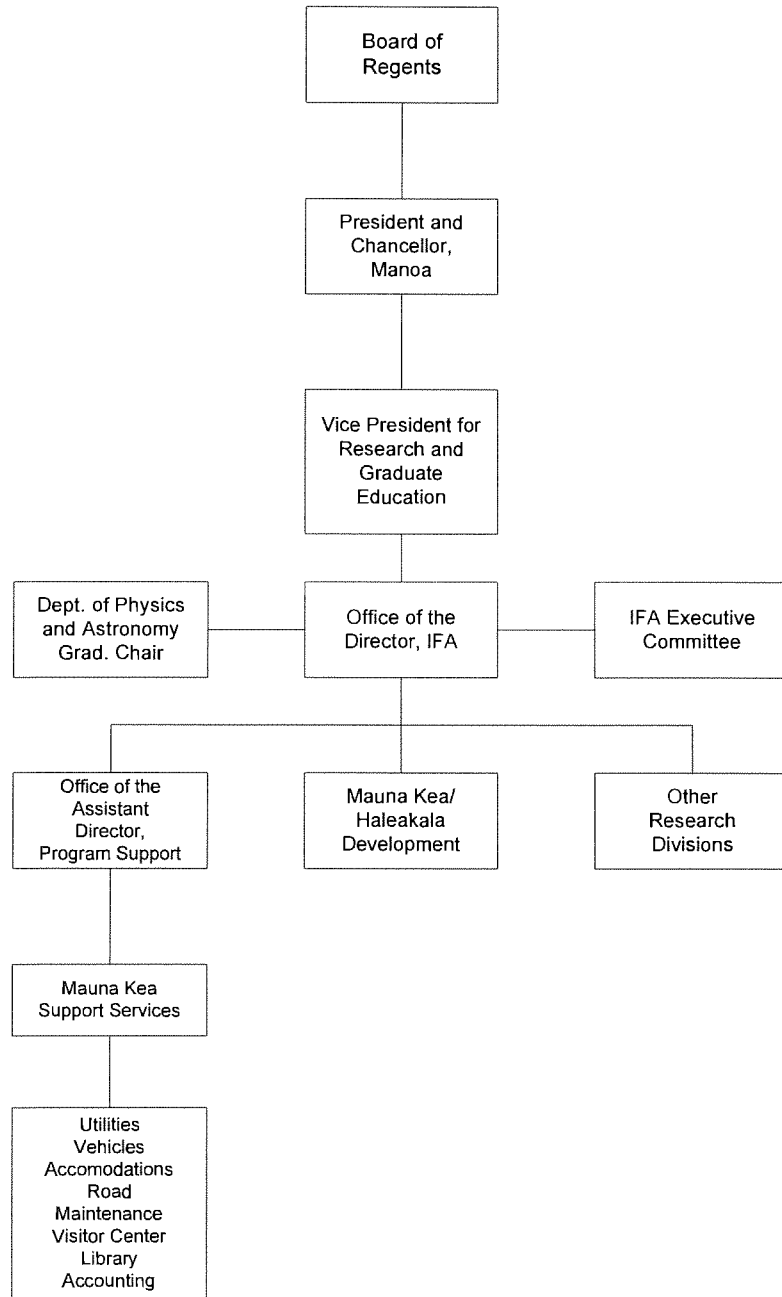 Board of
Regents
President and
Chancellor,
Manoa
Vice President for
Research and
Graduate
Education
Dept. of Physics
and Astronomy
Grad. Chair
Office of the
Director, IFA
IFA Executive
Committee
Office of the
Assistant
Director,
Program Support
Mauna Kea/
Haleakala
Development
Other
Research
Divisions
Mauna Kea
Support Services
Utilities
Vehicles
Accomodations
Road
Maintenance
Visitor Center
Library
Accounting